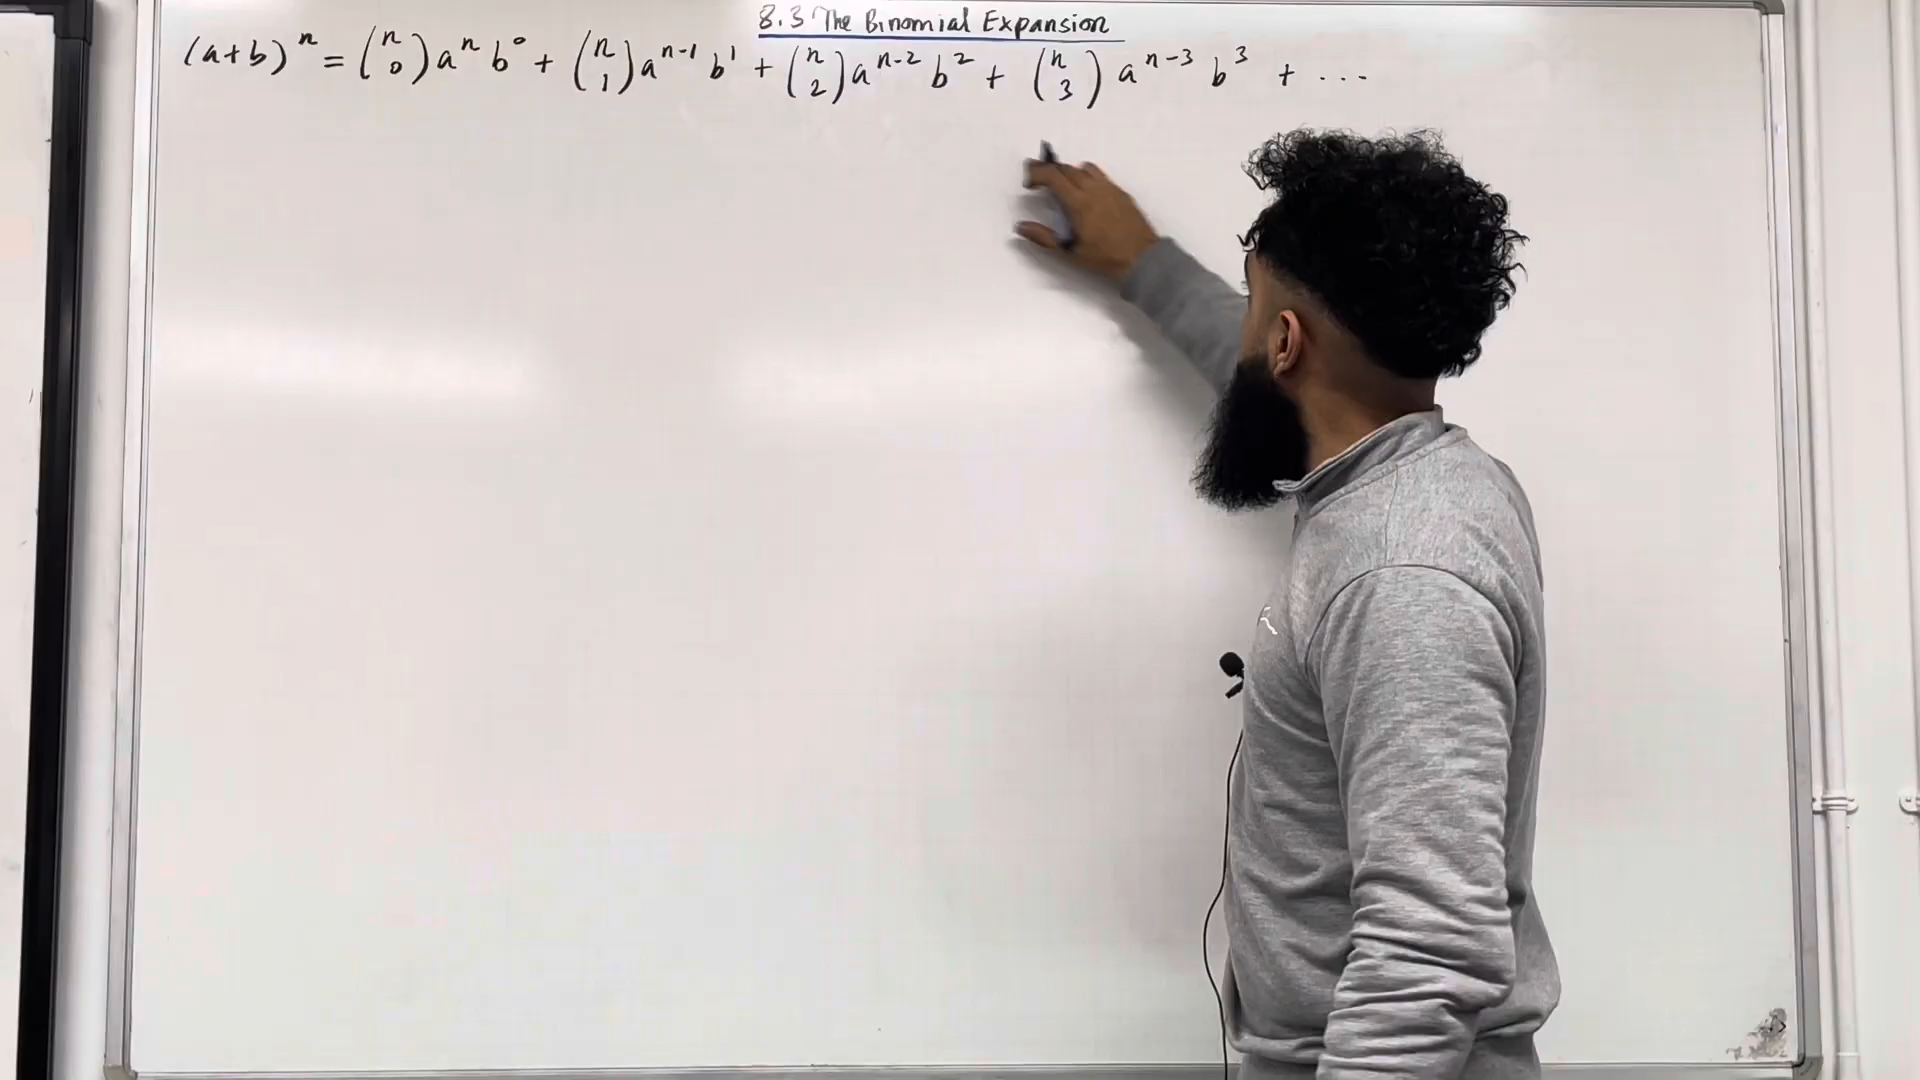 8.3 The Binomial Expansion
(a+b)^n = (n 0) a^n b^0 + (n 1) a^{n-1} b^1 + (n 2) a^{n-2} b^2 + (n 3) a^{n-3} b^3 + ...